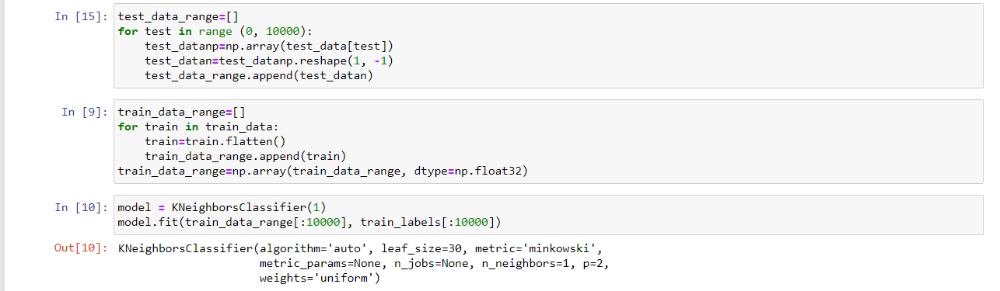 In [15]: test_data_range=[]
for test in range (0, 10000):
    test_datanp=np.array(test_data[test])
    test_datan=test_datanp.reshape(1, -1)
    test_data_range.append(test_datan)
In [9]: train_data_range=[]
for train in train_data:
    train=train.flatten()
    train_data_range.append(train)
train_data_range=np.array(train_data_range, dtype=np.float32)
In [10]: model = KNeighborsClassifier(1)
model.fit(train_data_range[:10000], train_labels[:10000])
Out[10]: KNeighborsClassifier(algorithm='auto', leaf_size=30, metric='minkowski',
                     metric_params=None, n_jobs=None, n_neighbors=1, p=2,
                     weights='uniform')